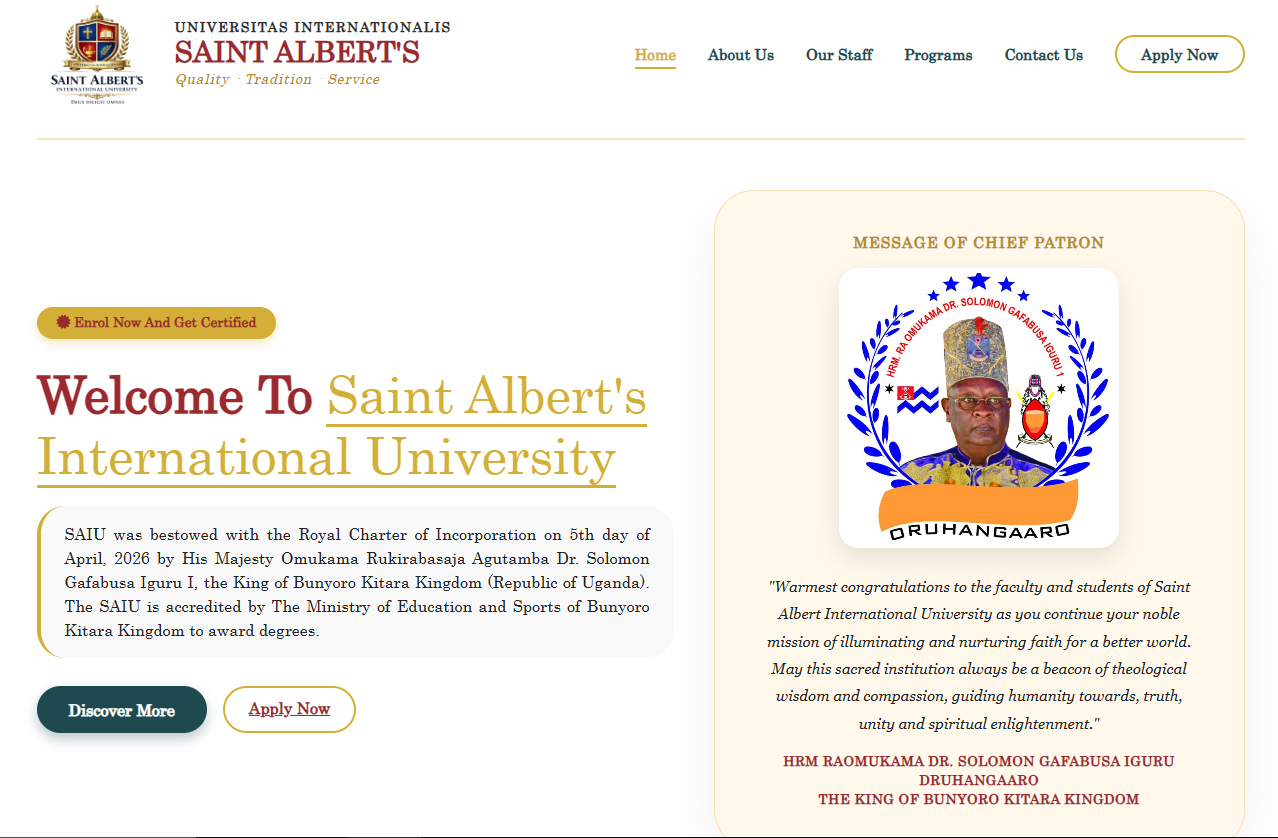 SAINT ALBERT'S
INTERNATIONAL UNIVERSITY
DEUS DILIGIT OMNES
UNIVERSITAS INTERNATIONALIS
SAINT ALBERT'S
Quality · Tradition · Service
Home About Us Our Staff Programs Contact Us Apply Now
Enrol Now And Get Certified
Welcome To Saint Albert's
International University
SAIU was bestowed with the Royal Charter of Incorporation on 5th day of
April, 2026 by His Majesty Omukama Rukirabasaja Agutamba Dr. Solomon
Gafabusa Iguru I, the King of Bunyoro Kitara Kingdom (Republic of Uganda).
The SAIU is accredited by The Ministry of Education and Sports of Bunyoro
Kitara Kingdom to award degrees.
Discover More Apply Now
MESSAGE OF CHIEF PATRON
HRM. RA OMUKAMA DR. SOLOMON GAFABUSA IGURU 1
DRUHANGAARO
"Warmest congratulations to the faculty and students of Saint
Albert International University as you continue your noble
mission of illuminating and nurturing faith for a better world.
May this sacred institution always be a beacon of theological
wisdom and compassion, guiding humanity towards, truth,
unity and spiritual enlightenment."
HRM RAOMUKAMA DR. SOLOMON GAFABUSA IGURU
DRUHANGAARO
THE KING OF BUNYORO KITARA KINGDOM